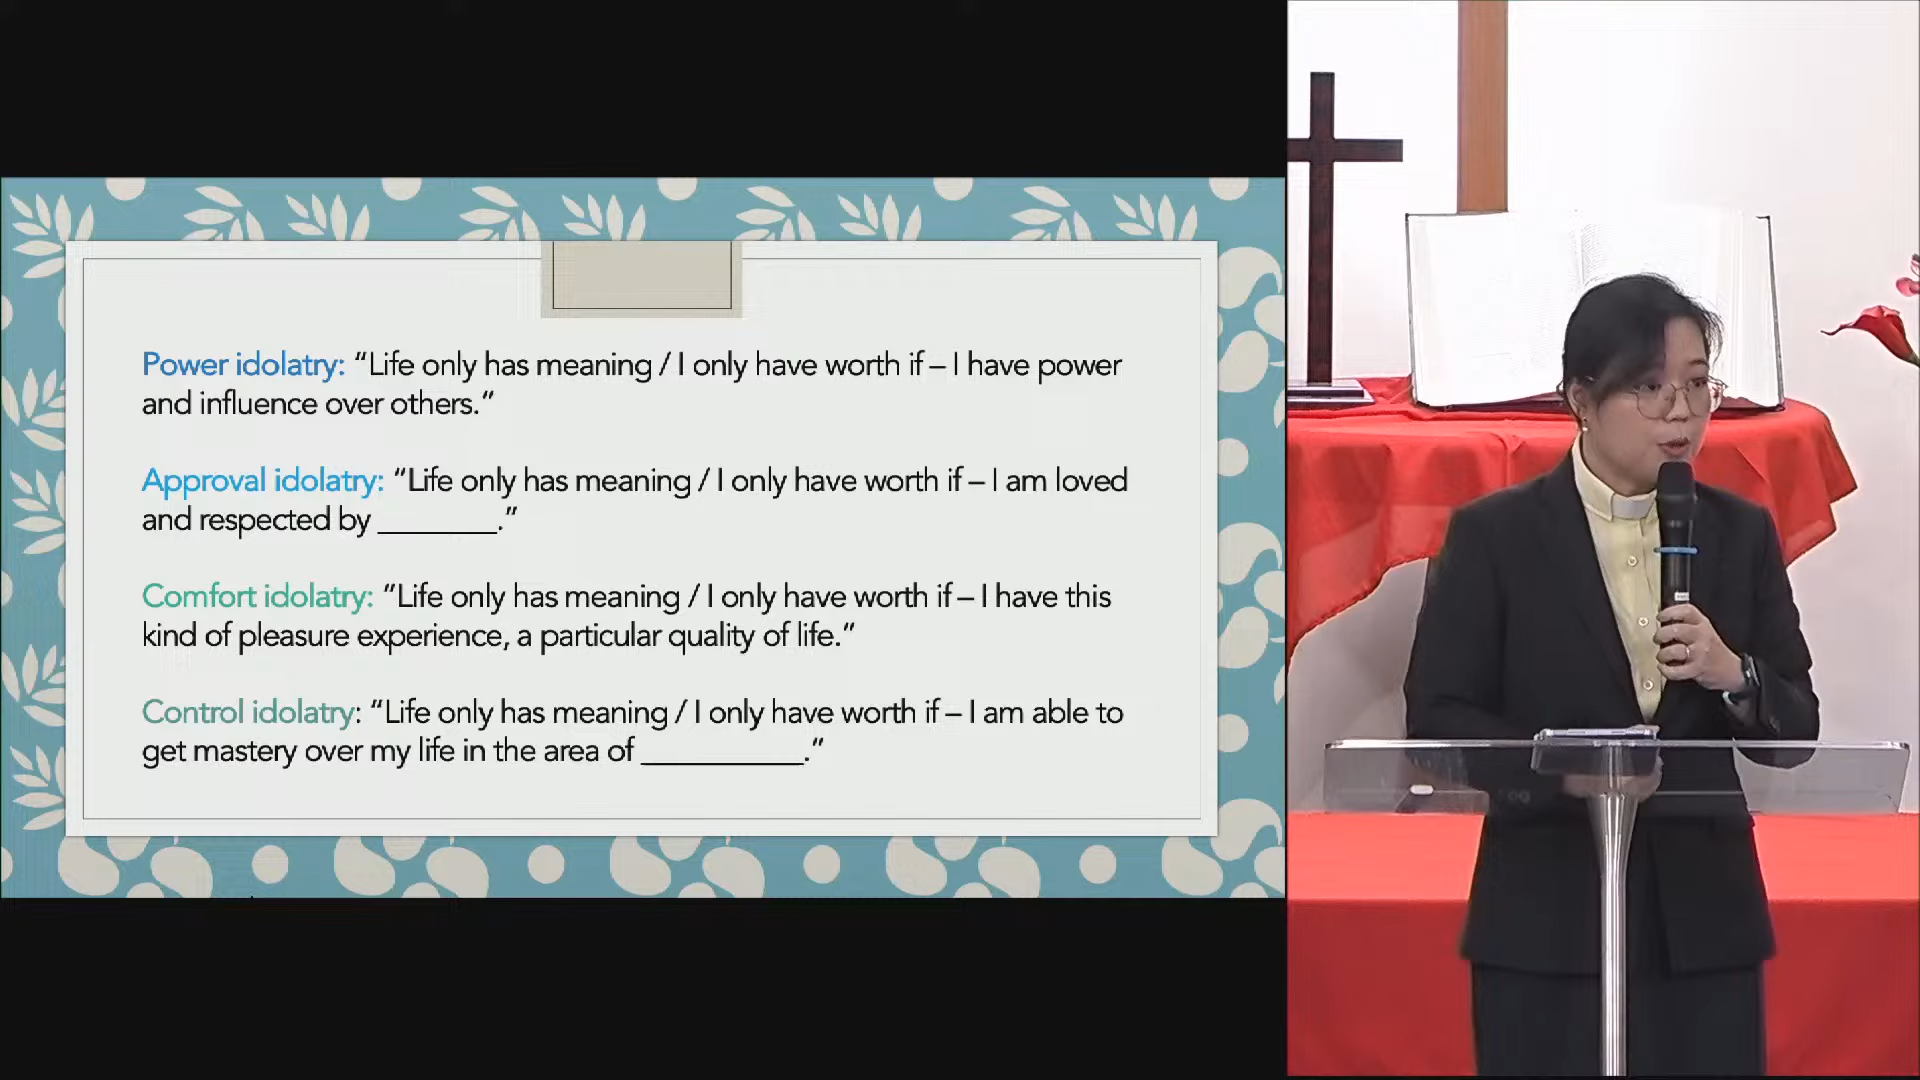 Power idolatry: “Life only has meaning / I only have worth if – I have power
and influence over others.”
Approval idolatry: “Life only has meaning / I only have worth if – I am loved
and respected by ________.”
Comfort idolatry: “Life only has meaning / I only have worth if – I have this
kind of pleasure experience, a particular quality of life.”
Control idolatry: “Life only has meaning / I only have worth if – I am able to
get mastery over my life in the area of ___________.”